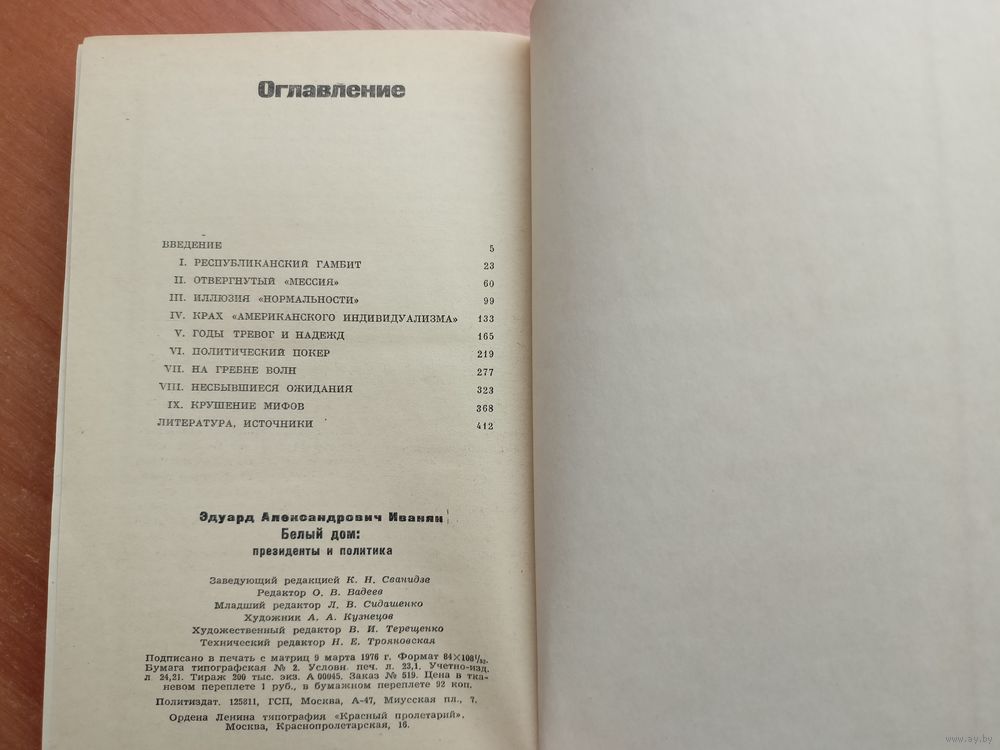 Оглавление
ВВЕДЕНИЕ 5
I. РЕСПУБЛИКАНСКИЙ ГАМБИТ 23
II. ОТВЕРГНУТЫЙ «МЕССИЯ» 60
III. ИЛЛЮЗИЯ «НОРМАЛЬНОСТИ» 99
IV. КРАХ «АМЕРИКАНСКОГО ИНДИВИДУАЛИЗМА» 133
V. ГОДЫ ТРЕВОГ И НАДЕЖД 165
VI. ПОЛИТИЧЕСКИЙ ПОКЕР 219
VII. НА ГРЕБНЕ ВОЛН 277
VIII. НЕСБЫВШИЕСЯ ОЖИДАНИЯ 323
IX. КРУШЕНИЕ МИФОВ 368
ЛИТЕРАТУРА, ИСТОЧНИКИ 412
Эдуард Александрович Иванян
Белый дом:
президенты и политика
Заведующий редакцией К. Н. Сванидзе
Редактор О. В. Вадеев
Младший редактор Л. В. Сидашенко
Художник А. А. Кузнецов
Художественный редактор В. И. Терещенко
Технический редактор Н. Е. Трояновская
Подписано в печать с матриц 9 марта 1976 г. Формат 84×108 1/32.
Бумага типографская № 2. Условн. печ. л. 23,1. Учетно-изд.
л 24,21. Тираж 200 тыс. экз. А 00045. Заказ № 519. Цена в тка-
невом переплете 1 руб., в бумажном переплете 92 коп.
Политиздат. 125811, ГСП, Москва, А-47, Миусская пл., 7.
Ордена Ленина типография «Красный пролетарий».
Москва, Краснопролетарская, 16.
www.ay.by